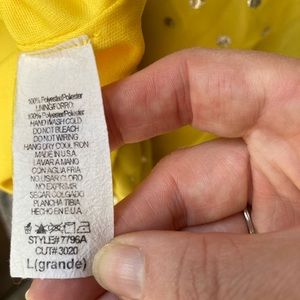 100% Polyester/Poliester
LINING/FORRO:
100% Polyester/Poliester
HAND WASH COLD
DO NOT BLEACH
DO NOT WRING
HANG DRY COOL IRON
MADE IN U.S.A.
LAVAR A MANO
CON AGUA FRIA
NO USAR CLORO
NO EXPRIMIR
SECAR COLGADO
PLANCHA TIBIA
HECHO EN E.U.A.
STYLE# 7796A
CUT# 3020
L(grande)